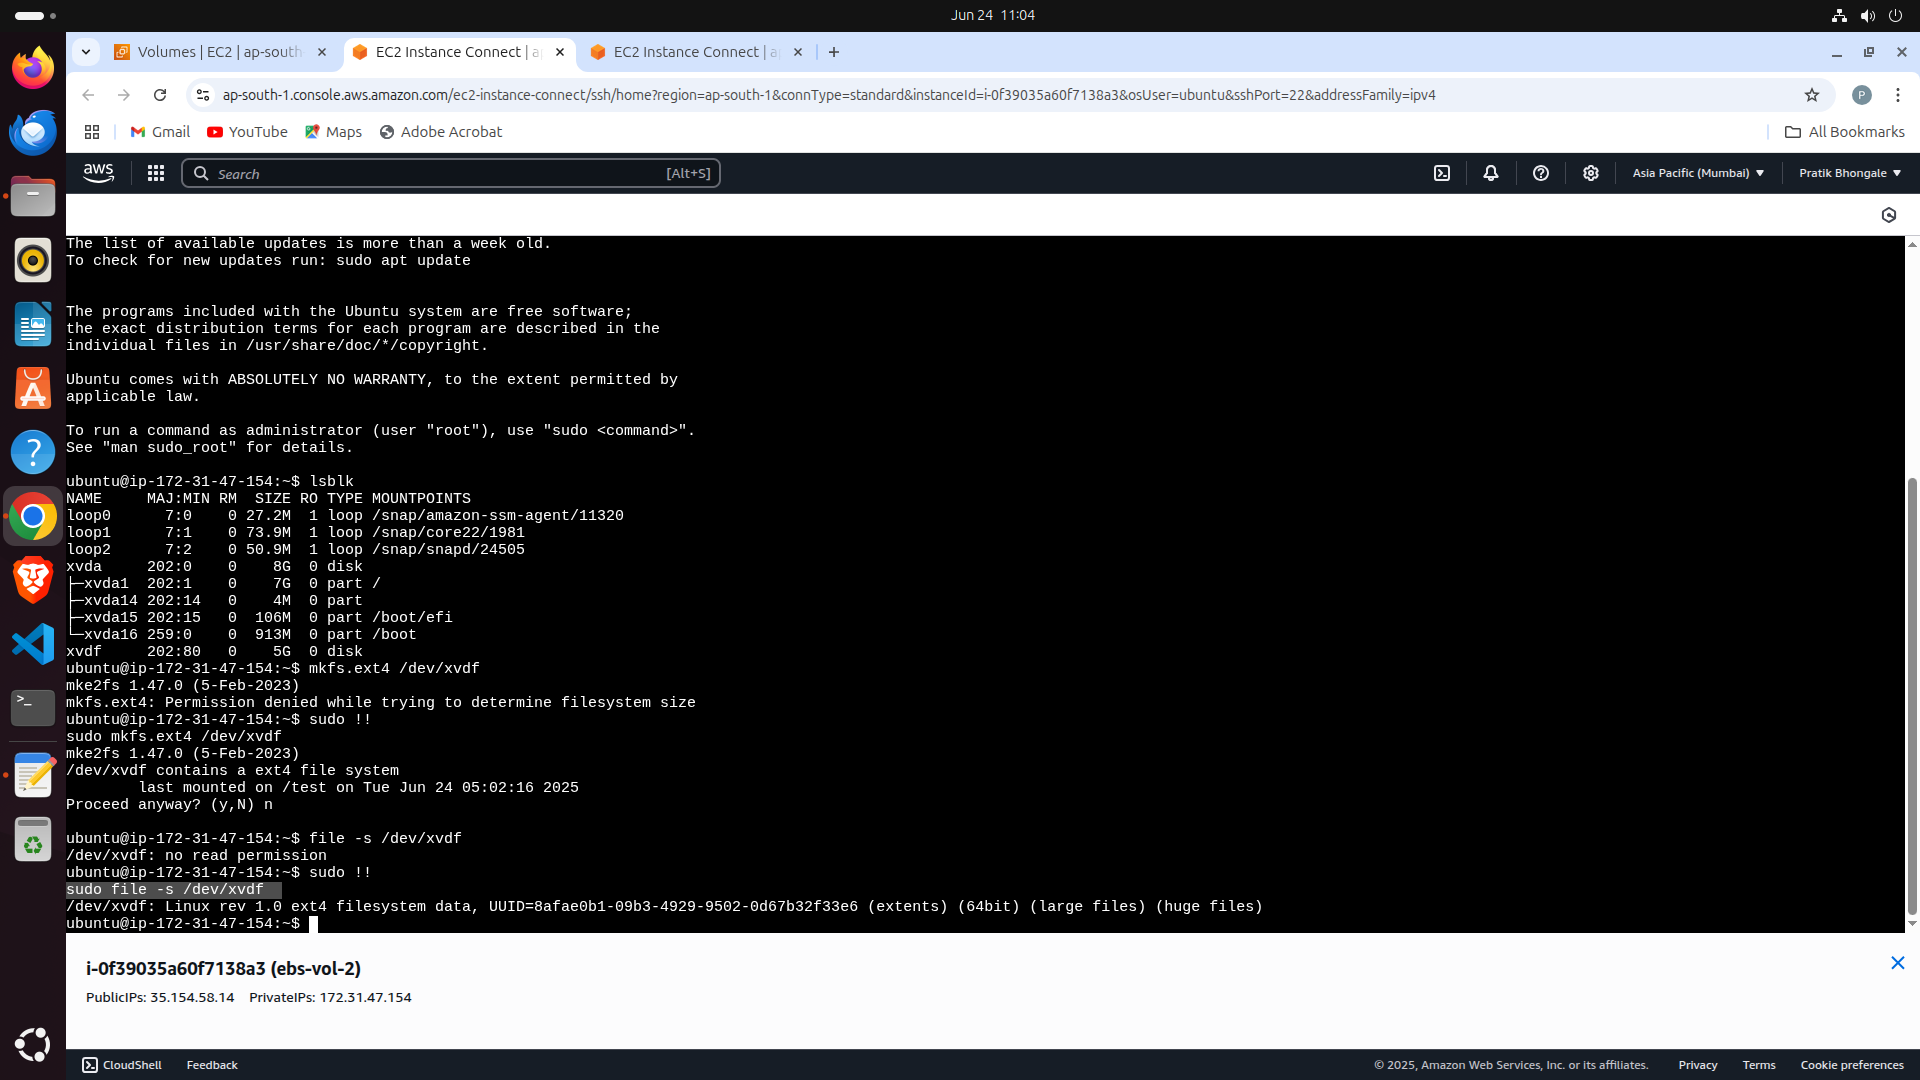 Jun 24 11:04
Volumes | EC2 | ap-south
EC2 Instance Connect | a
EC2 Instance Connect | a
ap-south-1.console.aws.amazon.com/ec2-instance-connect/ssh/home?region=ap-south-1&connType=standard&instanceId=i-0f39035a60f7138a3&osUser=ubuntu&sshPort=22&addressFamily=ipv4
P
Gmail
YouTube
Maps
Adobe Acrobat
All Bookmarks
aws
Search
[Alt+S]
Asia Pacific (Mumbai)
Pratik Bhongale
The list of available updates is more than a week old.
To check for new updates run: sudo apt update
The programs included with the Ubuntu system are free software;
the exact distribution terms for each program are described in the
individual files in /usr/share/doc/*/copyright.
Ubuntu comes with ABSOLUTELY NO WARRANTY, to the extent permitted by
applicable law.
To run a command as administrator (user "root"), use "sudo <command>".
See "man sudo_root" for details.
ubuntu@ip-172-31-47-154:~$ lsblk
NAME     MAJ:MIN RM  SIZE RO TYPE MOUNTPOINTS
loop0      7:0    0 27.2M  1 loop /snap/amazon-ssm-agent/11320
loop1      7:1    0 73.9M  1 loop /snap/core22/1981
loop2      7:2    0 50.9M  1 loop /snap/snapd/24505
xvda     202:0    0    8G  0 disk
├─xvda1  202:1    0    7G  0 part /
├─xvda14 202:14   0    4M  0 part
├─xvda15 202:15   0  106M  0 part /boot/efi
└─xvda16 259:0    0  913M  0 part /boot
xvdf     202:80   0    5G  0 disk
ubuntu@ip-172-31-47-154:~$ mkfs.ext4 /dev/xvdf
mke2fs 1.47.0 (5-Feb-2023)
mkfs.ext4: Permission denied while trying to determine filesystem size
ubuntu@ip-172-31-47-154:~$ sudo !!
sudo mkfs.ext4 /dev/xvdf
mke2fs 1.47.0 (5-Feb-2023)
/dev/xvdf contains a ext4 file system
        last mounted on /test on Tue Jun 24 05:02:16 2025
Proceed anyway? (y,N) n
ubuntu@ip-172-31-47-154:~$ file -s /dev/xvdf
/dev/xvdf: no read permission
ubuntu@ip-172-31-47-154:~$ sudo !!
sudo file -s /dev/xvdf
/dev/xvdf: Linux rev 1.0 ext4 filesystem data, UUID=8afae0b1-09b3-4929-9502-0d67b32f33e6 (extents) (64bit) (large files) (huge files)
ubuntu@ip-172-31-47-154:~$
i-0f39035a60f7138a3 (ebs-vol-2)
PublicIPs: 35.154.58.14    PrivateIPs: 172.31.47.154
CloudShell
Feedback
© 2025, Amazon Web Services, Inc. or its affiliates.
Privacy
Terms
Cookie preferences